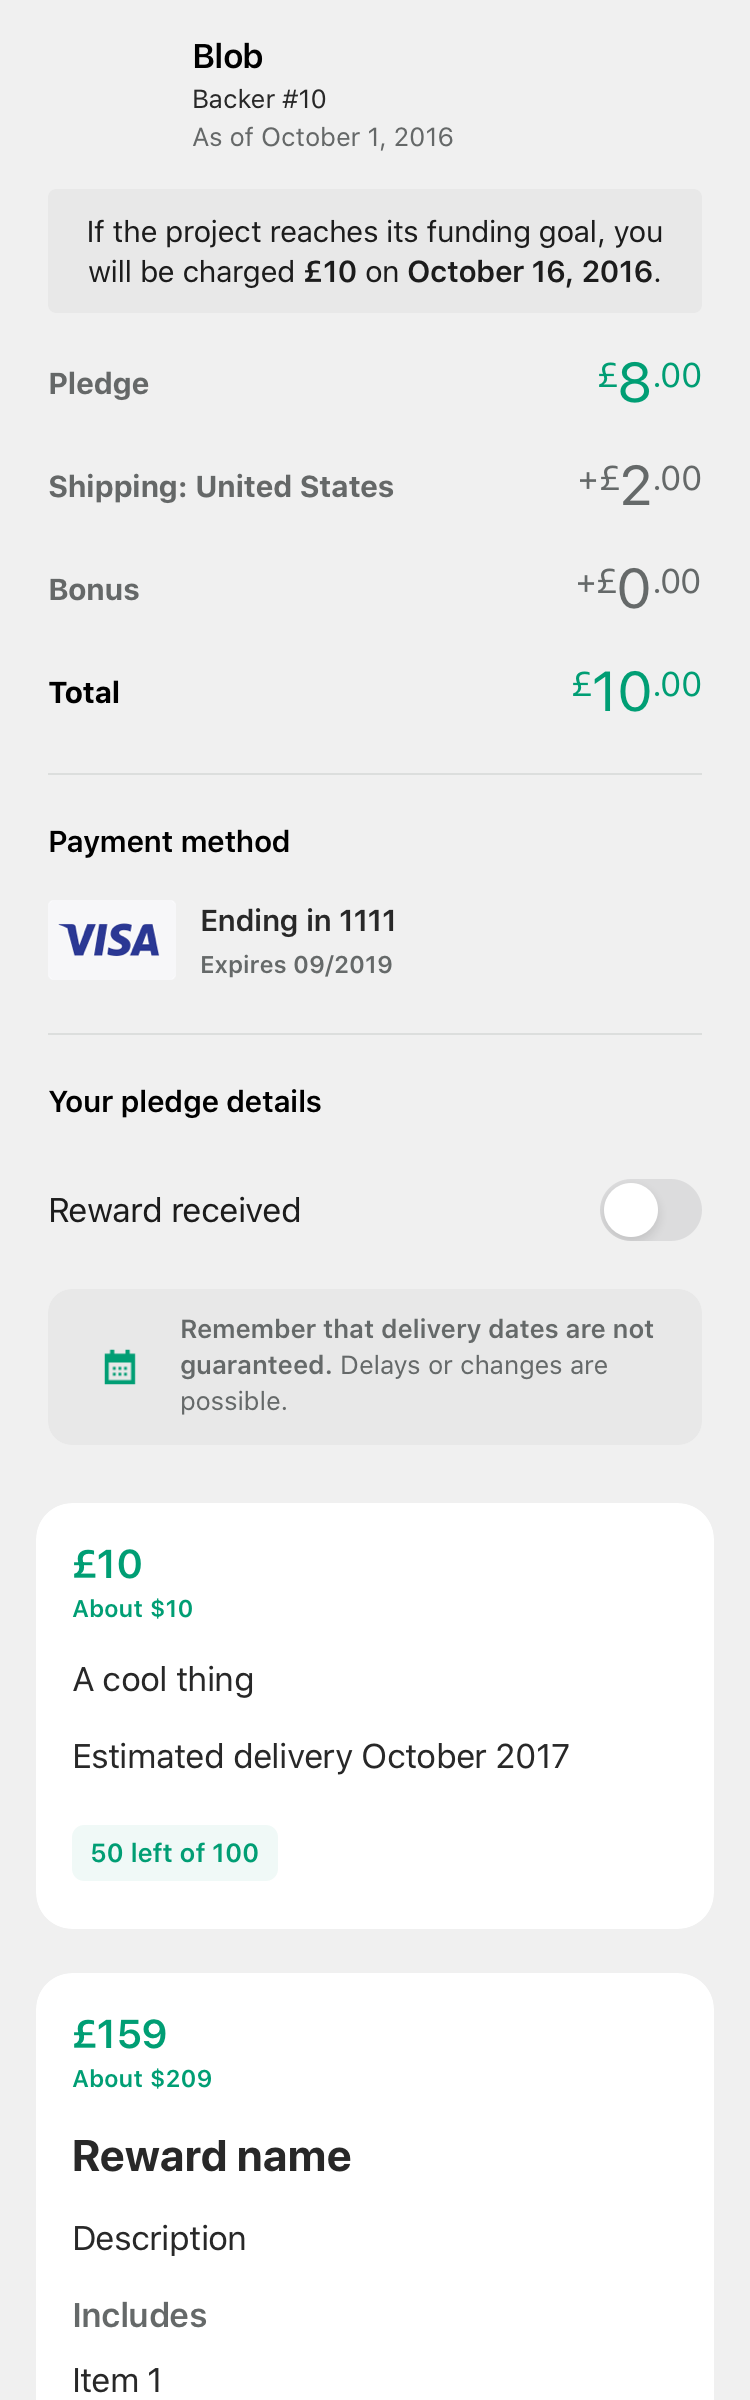 Blob
Backer #10
As of October 1, 2016
If the project reaches its funding goal, you
will be charged £10 on October 16, 2016.
Pledge £8.00
Shipping: United States +£2.00
Bonus +£0.00
Total £10.00
Payment method
VISA
Ending in 1111
Expires 09/2019
Your pledge details
Reward received
Remember that delivery dates are not
guaranteed. Delays or changes are
possible.
£10
About $10
A cool thing
Estimated delivery October 2017
50 left of 100
£159
About $209
Reward name
Description
Includes
Item 1